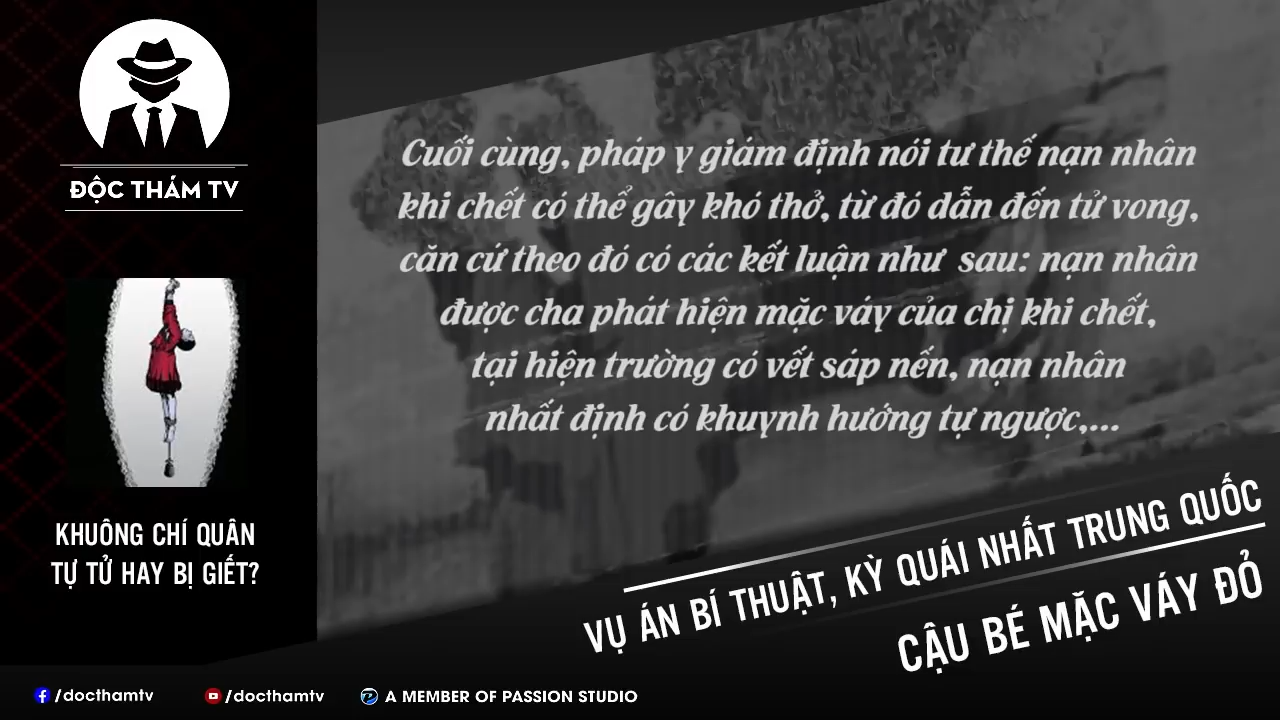 ĐỘC THÁM TV
KHUÔNG CHÍ QUÂN
TỰ TỬ HAY BỊ GIẾT?
Cuối cùng, pháp y giám định nói tư thế nạn nhân
khi chết có thể gây khó thở, từ đó dẫn đến tử vong,
căn cứ theo đó có các kết luận như sau: nạn nhân
được cha phát hiện mặc váy của chị khi chết,
tại hiện trường có vết sáp nến, nạn nhân
nhất định có khuynh hướng tự ngược,...
VỤ ÁN BÍ THUẬT, KỲ QUÁI NHẤT TRUNG QUỐC
CẬU BÉ MẶC VÁY ĐỎ
/docthamtv
/docthamtv
A MEMBER OF PASSION STUDIO